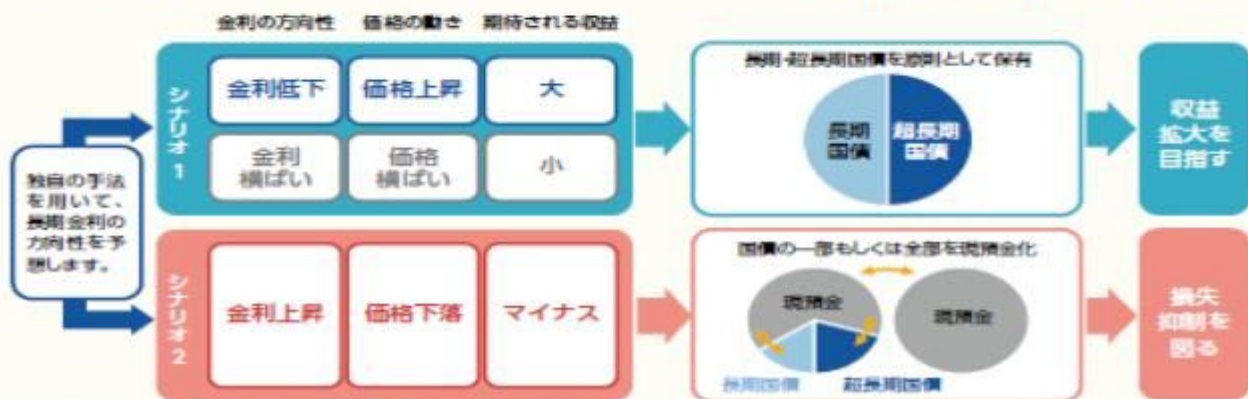 金利の方向性 価格の動き 期待される収益
シナリオ1
金利低下 価格上昇 大
金利
横ばい
価格
横ばい
小
長期・超長期国債を原則として保有
長期
国債
超長期
国債
収益
拡大を
目指す
独自の手法
を用いて、
長期金利の
方向性を予
想します。
シナリオ2
金利上昇 価格下落 マイナス
国債の一部もしくは全部を現預金化
現預金
現預金
長期国債 超長期国債
損失
抑制を
図る